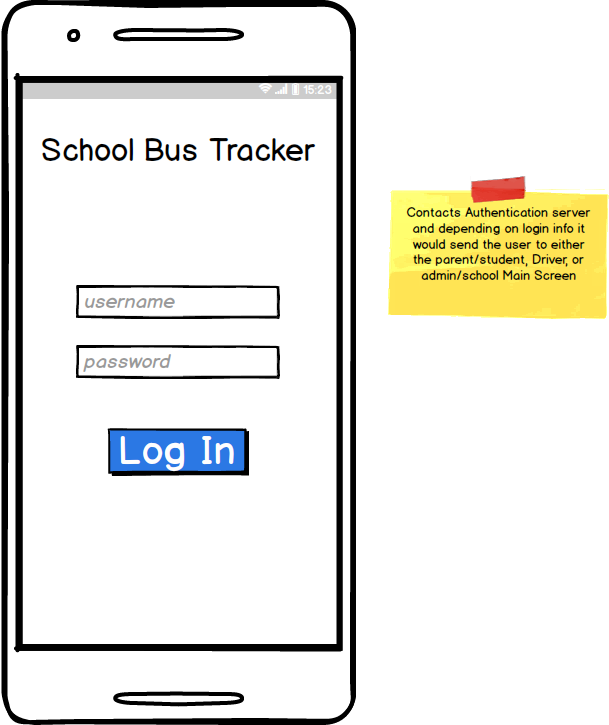 15:23
School Bus Tracker
Contacts Authentication server
and depending on login info it
would send the user to either
the parent/student, Driver, or
admin/school Main Screen
username
password
Log In